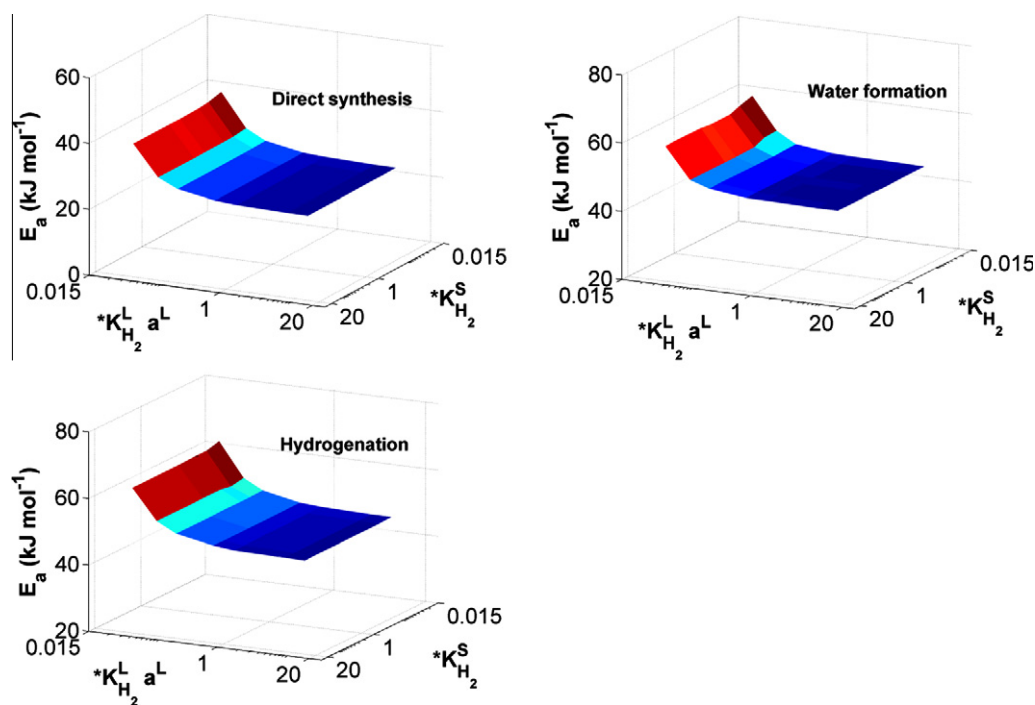 Direct synthesis
E_a (kJ mol^-1)
60
40
20
0
0.015
1
20
*K^L_H2 a^L
20
1
0.015
*K^S_H2
Water formation
E_a (kJ mol^-1)
80
60
40
20
0.015
1
20
*K^L_H2 a^L
20
1
0.015
*K^S_H2
Hydrogenation
E_a (kJ mol^-1)
80
60
40
20
0.015
1
20
*K^L_H2 a^L
20
1
0.015
*K^S_H2